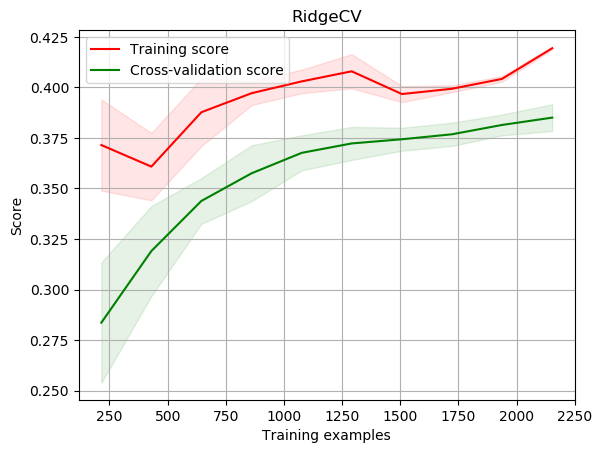 RidgeCV
Training score
Cross-validation score
0.425
0.400
0.375
0.350
0.325
0.300
0.275
0.250
Score
250 500 750 1000 1250 1500 1750 2000 2250
Training examples